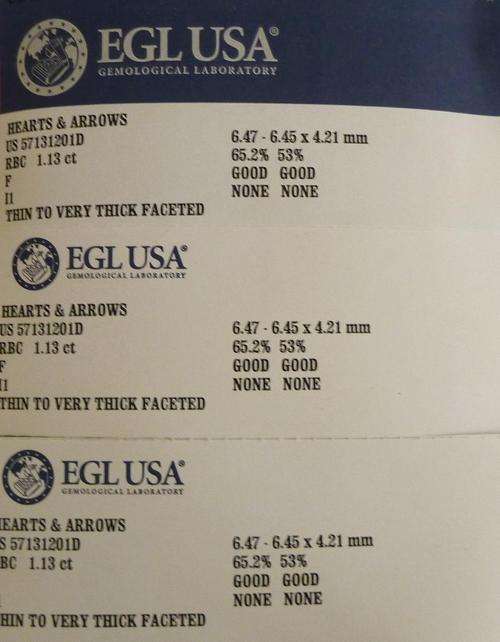 EGL USA®
GEMOLOGICAL LABORATORY
HEARTS & ARROWS
US 57131201D 6.47 - 6.45 x 4.21 mm
RBC 1.13 ct 65.2% 53%
F GOOD GOOD
I1 NONE NONE
THIN TO VERY THICK FACETED
EGL USA®
GEMOLOGICAL LABORATORY
HEARTS & ARROWS
US 57131201D 6.47 - 6.45 x 4.21 mm
RBC 1.13 ct 65.2% 53%
F GOOD GOOD
I1 NONE NONE
THIN TO VERY THICK FACETED
EGL USA®
GEMOLOGICAL LABORATORY
EARTS & ARROWS
S 57131201D 6.47 - 6.45 x 4.21 mm
BC 1.13 ct 65.2% 53%
GOOD GOOD
NONE NONE
HIN TO VERY THICK FACETED